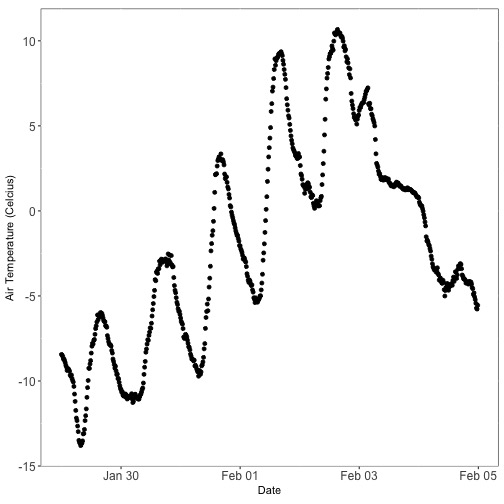 Air Temperature (Celcius)
10
5
0
-5
-10
-15
Jan 30
Feb 01
Feb 03
Feb 05
Date